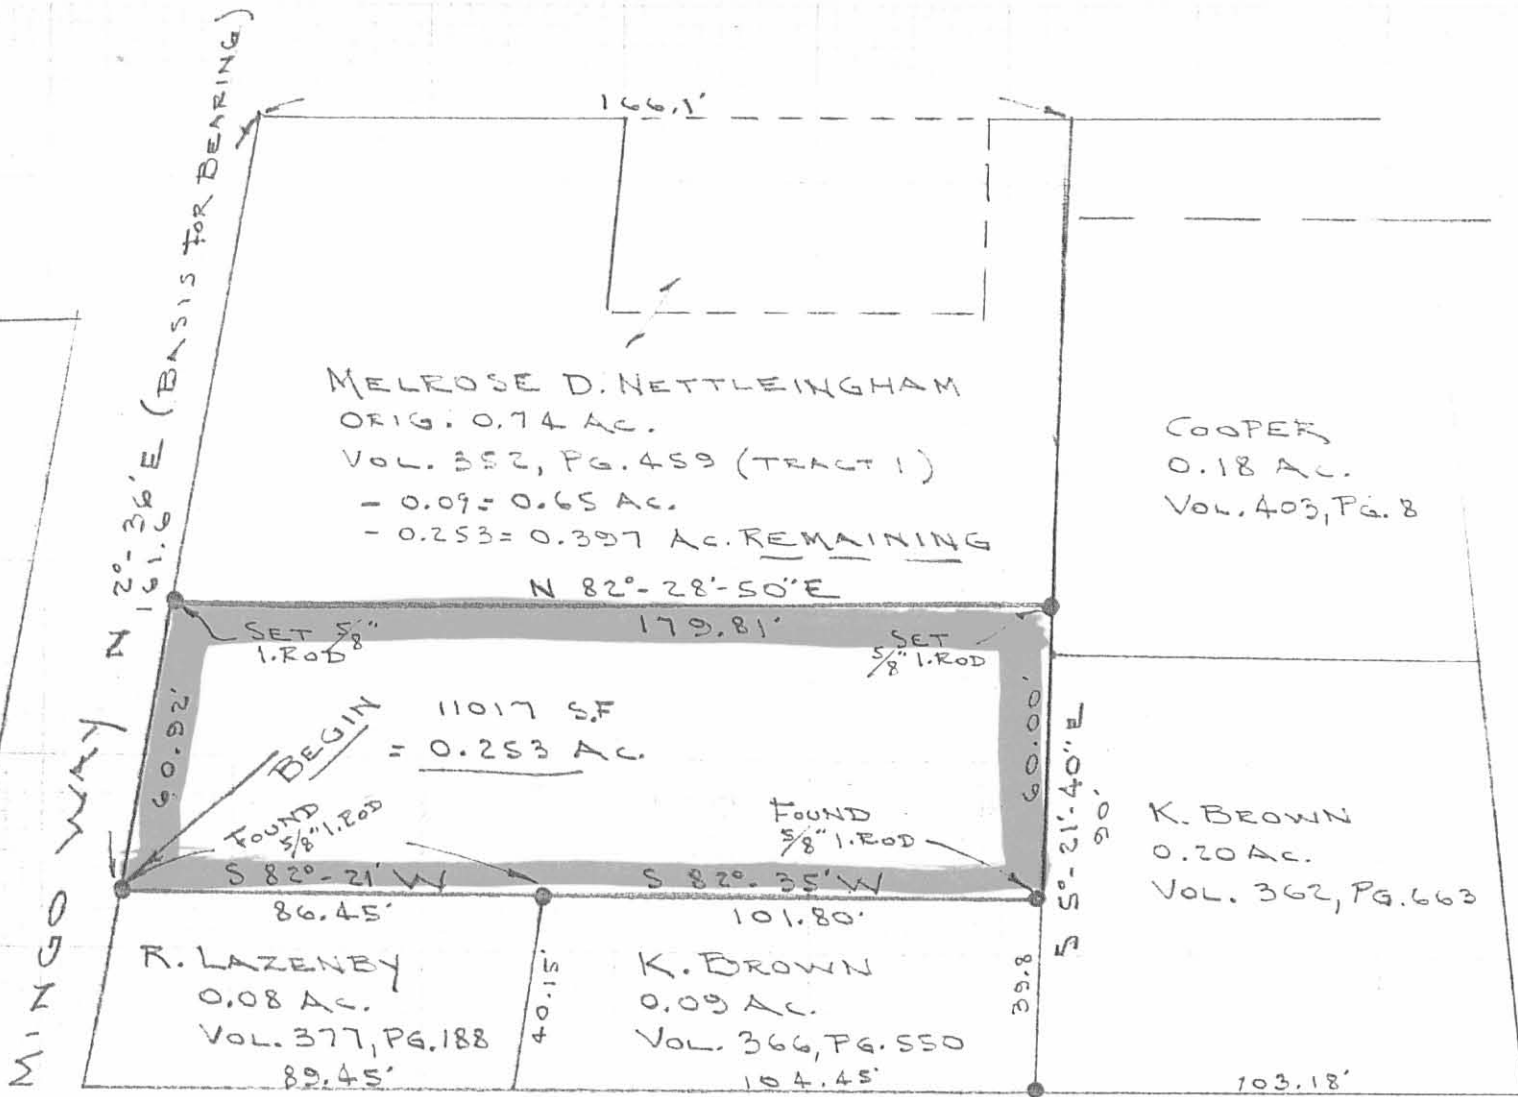 166.1'
N 2°-36'E (BASIS FOR BEARING)
161.6
MELROSE D. NETTLEINGHAM
ORIG. 0.74 AC.
VOL. 352, PG. 459 (TRACT 1)
- 0.09 = 0.65 AC.
- 0.253 = 0.397 AC. REMAINING
COOPER
0.18 AC.
VOL. 403, PG. 8
N 82°-28'-50"E
179.81'
SET 5/8"
I.ROD
SET
5/8" I.ROD
60.92'
BEGIN
11017 S.F
= 0.253 AC.
60.00'
S 5°-21'-40"E
90'
FOUND
5/8" I.ROD
FOUND
5/8" I.ROD
S 82°-21' W
S 82°-35' W
86.45'
101.80'
K. BROWN
0.20 AC.
VOL. 362, PG. 663
MINGO WAY
R. LAZENBY
0.08 AC.
VOL. 377, PG. 188
89.45'
40.15'
K. BROWN
0.09 AC.
VOL. 366, PG. 550
104.45'
39.8
103.18'